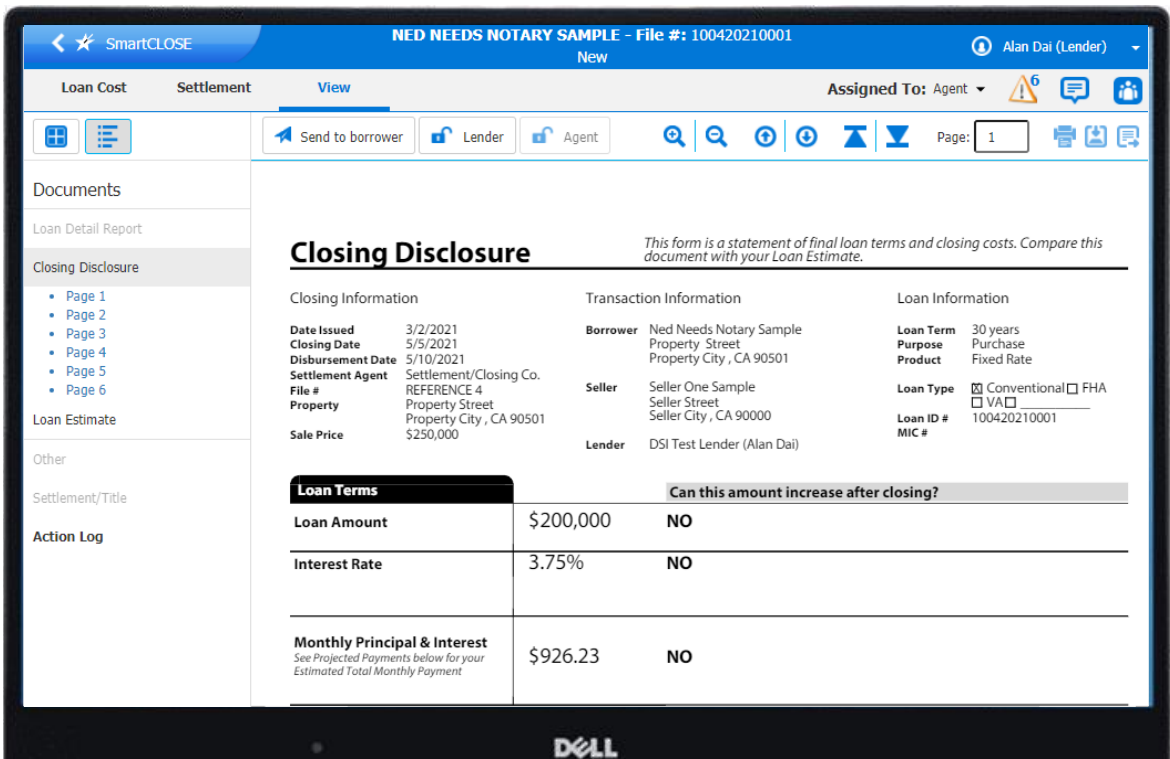 SmartCLOSE
NED NEEDS NOTARY SAMPLE - File #: 100420210001
New
Alan Dai (Lender)
Loan Cost Settlement View
Assigned To: Agent
6
Send to borrower Lender Agent
Page: 1
Documents
Loan Detail Report
Closing Disclosure
• Page 1
• Page 2
• Page 3
• Page 4
• Page 5
• Page 6
Loan Estimate
Other
Settlement/Title
Action Log
Closing Disclosure
This form is a statement of final loan terms and closing costs. Compare this
document with your Loan Estimate.
Closing Information
Date Issued 3/2/2021
Closing Date 5/5/2021
Disbursement Date 5/10/2021
Settlement Agent Settlement/Closing Co.
File # REFERENCE 4
Property Property Street
Property City , CA 90501
Sale Price $250,000
Transaction Information
Borrower Ned Needs Notary Sample
Property Street
Property City , CA 90501
Seller Seller One Sample
Seller Street
Seller City , CA 90000
Lender DSI Test Lender (Alan Dai)
Loan Information
Loan Term 30 years
Purpose Purchase
Product Fixed Rate
Loan Type ☒ Conventional ☐ FHA
☐ VA ☐ __________
Loan ID # 100420210001
MIC #
Loan Terms Can this amount increase after closing?
Loan Amount $200,000 NO
Interest Rate 3.75% NO
Monthly Principal & Interest
See Projected Payments below for your
Estimated Total Monthly Payment
$926.23 NO
DELL